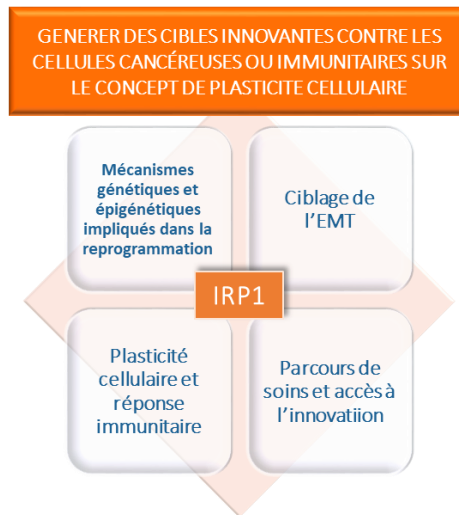 GENERER DES CIBLES INNOVANTES CONTRE LES
CELLULES CANCÉREUSES OU IMMUNITAIRES SUR
LE CONCEPT DE PLASTICITE CELLULAIRE
Mécanismes
génétiques et
épigénétiques
impliqués dans la
reprogrammation
Ciblage de
l’EMT
IRP1
Plasticité
cellulaire et
réponse
immunitaire
Parcours de
soins et accès à
l’innovatiion